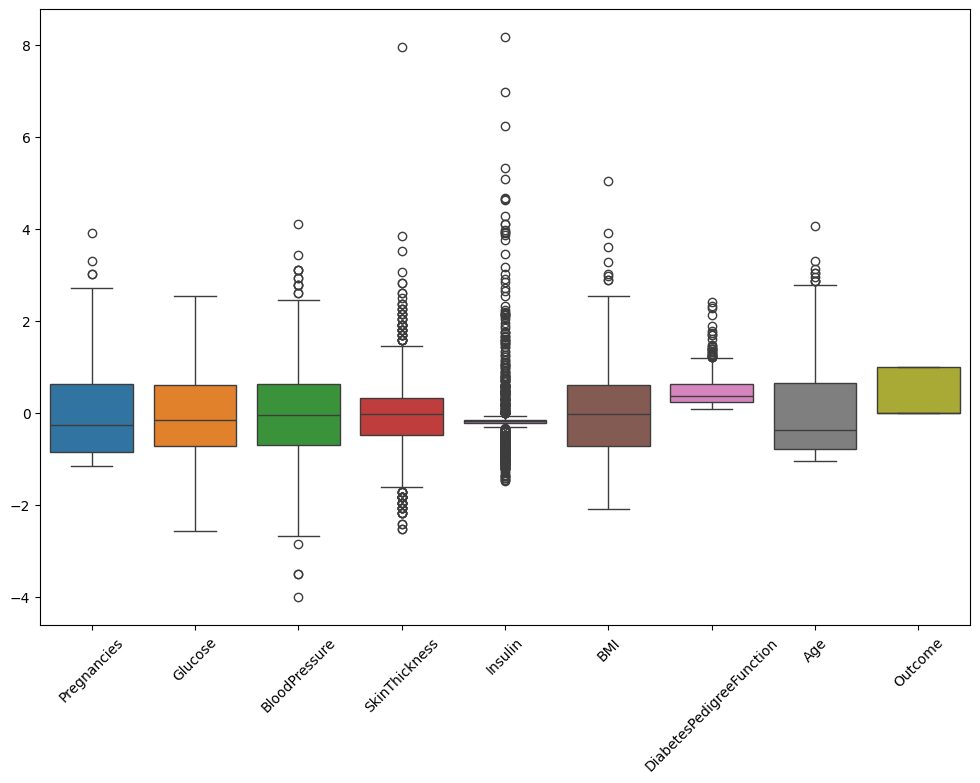 8
6
4
2
0
−2
−4
Pregnancies
Glucose
BloodPressure
SkinThickness
Insulin
BMI
DiabetesPedigreeFunction
Age
Outcome